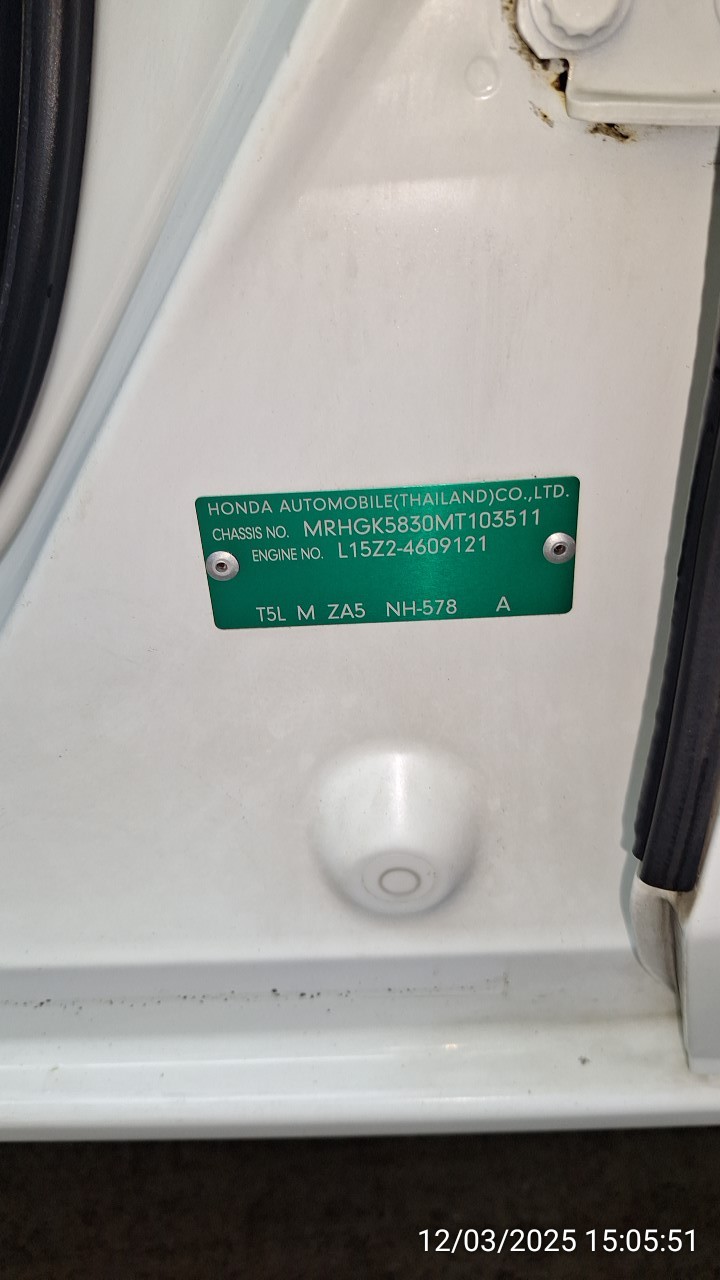 HONDA AUTOMOBILE(THAILAND)CO.,LTD.
CHASSIS NO. MRHGK5830MT103511
ENGINE NO. L15Z2-4609121
T5L M ZA5 NH-578 A
12/03/2025 15:05:51